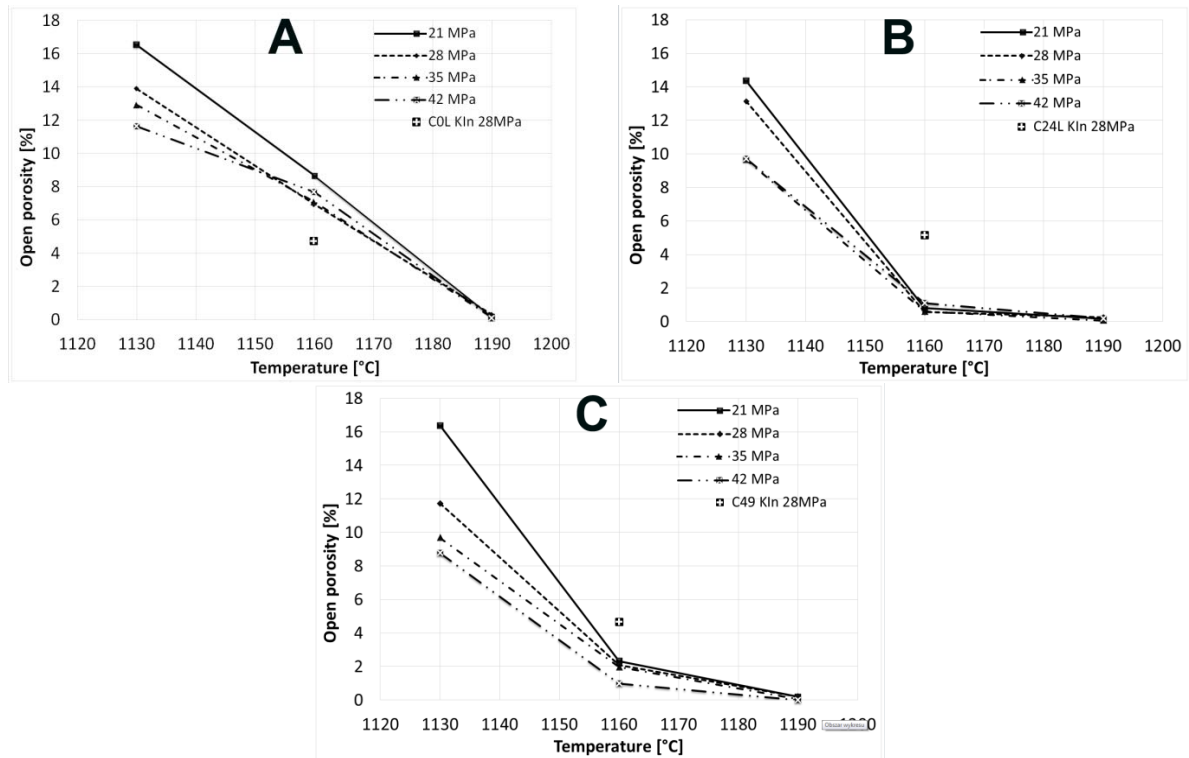 A
Open porosity [%]
18
16
14
12
10
8
6
4
2
0
21 MPa
28 MPa
35 MPa
42 MPa
C0L Kln 28MPa
1120 1130 1140 1150 1160 1170 1180 1190 1200
Temperature [°C]
B
Open porosity [%]
18
16
14
12
10
8
6
4
2
0
21 MPa
28 MPa
35 MPa
42 MPa
C24L Kln 28MPa
1120 1130 1140 1150 1160 1170 1180 1190 1200
Temperature [°C]
C
Open porosity [%]
18
16
14
12
10
8
6
4
2
0
21 MPa
28 MPa
35 MPa
42 MPa
C49 Kln 28MPa
1120 1130 1140 1150 1160 1170 1180 1190
Obszar wykresu
Temperature [°C]